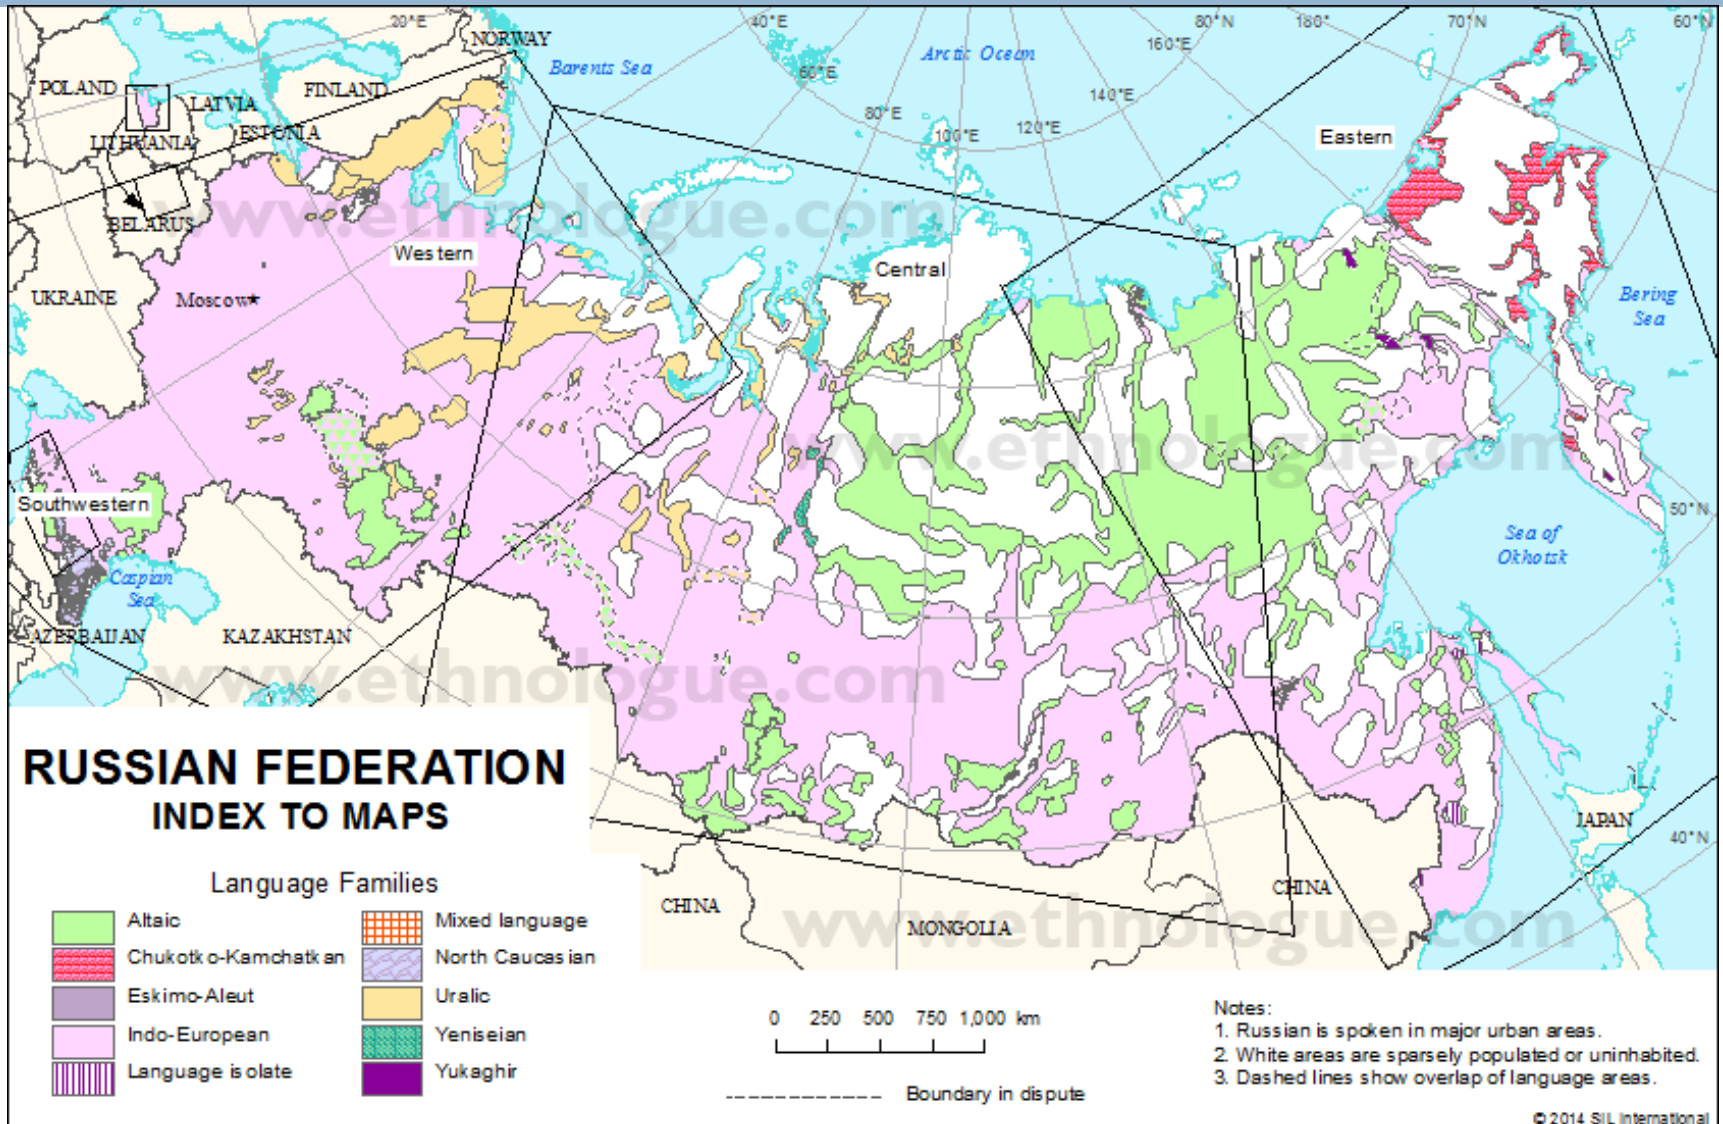 20°E
40°E
80°N
180°
70°N
60°N
NORWAY
160°E
Barents Sea
Arctic Ocean
60°E
POLAND
FINLAND
LATVIA
140°E
80°E
100°E
120°E
ESTONIA
LITHUANIA
Eastern
www.ethnologue.com
BELARUS
Western
Central
UKRAINE
Moscow
Bering
Sea
www.ethnologue.com
Southwestern
50°N
Sea of
Okhotsk
Caspian
Sea
AZERBAIJAN
KAZAKHSTAN
www.ethnologue.com
RUSSIAN FEDERATION
INDEX TO MAPS
JAPAN
40°N
Language Families
CHINA
CHINA
MONGOLIA
www.ethnologue.com
Altaic
Mixed language
Chukotko-Kamchatkan
North Caucasian
Eskimo-Aleut
Uralic
Indo-European
Yeniseian
Language isolate
Yukaghir
0 250 500 750 1,000 km
Boundary in dispute
Notes:
1. Russian is spoken in major urban areas.
2. White areas are sparsely populated or uninhabited.
3. Dashed lines show overlap of language areas.
© 2014 SIL International